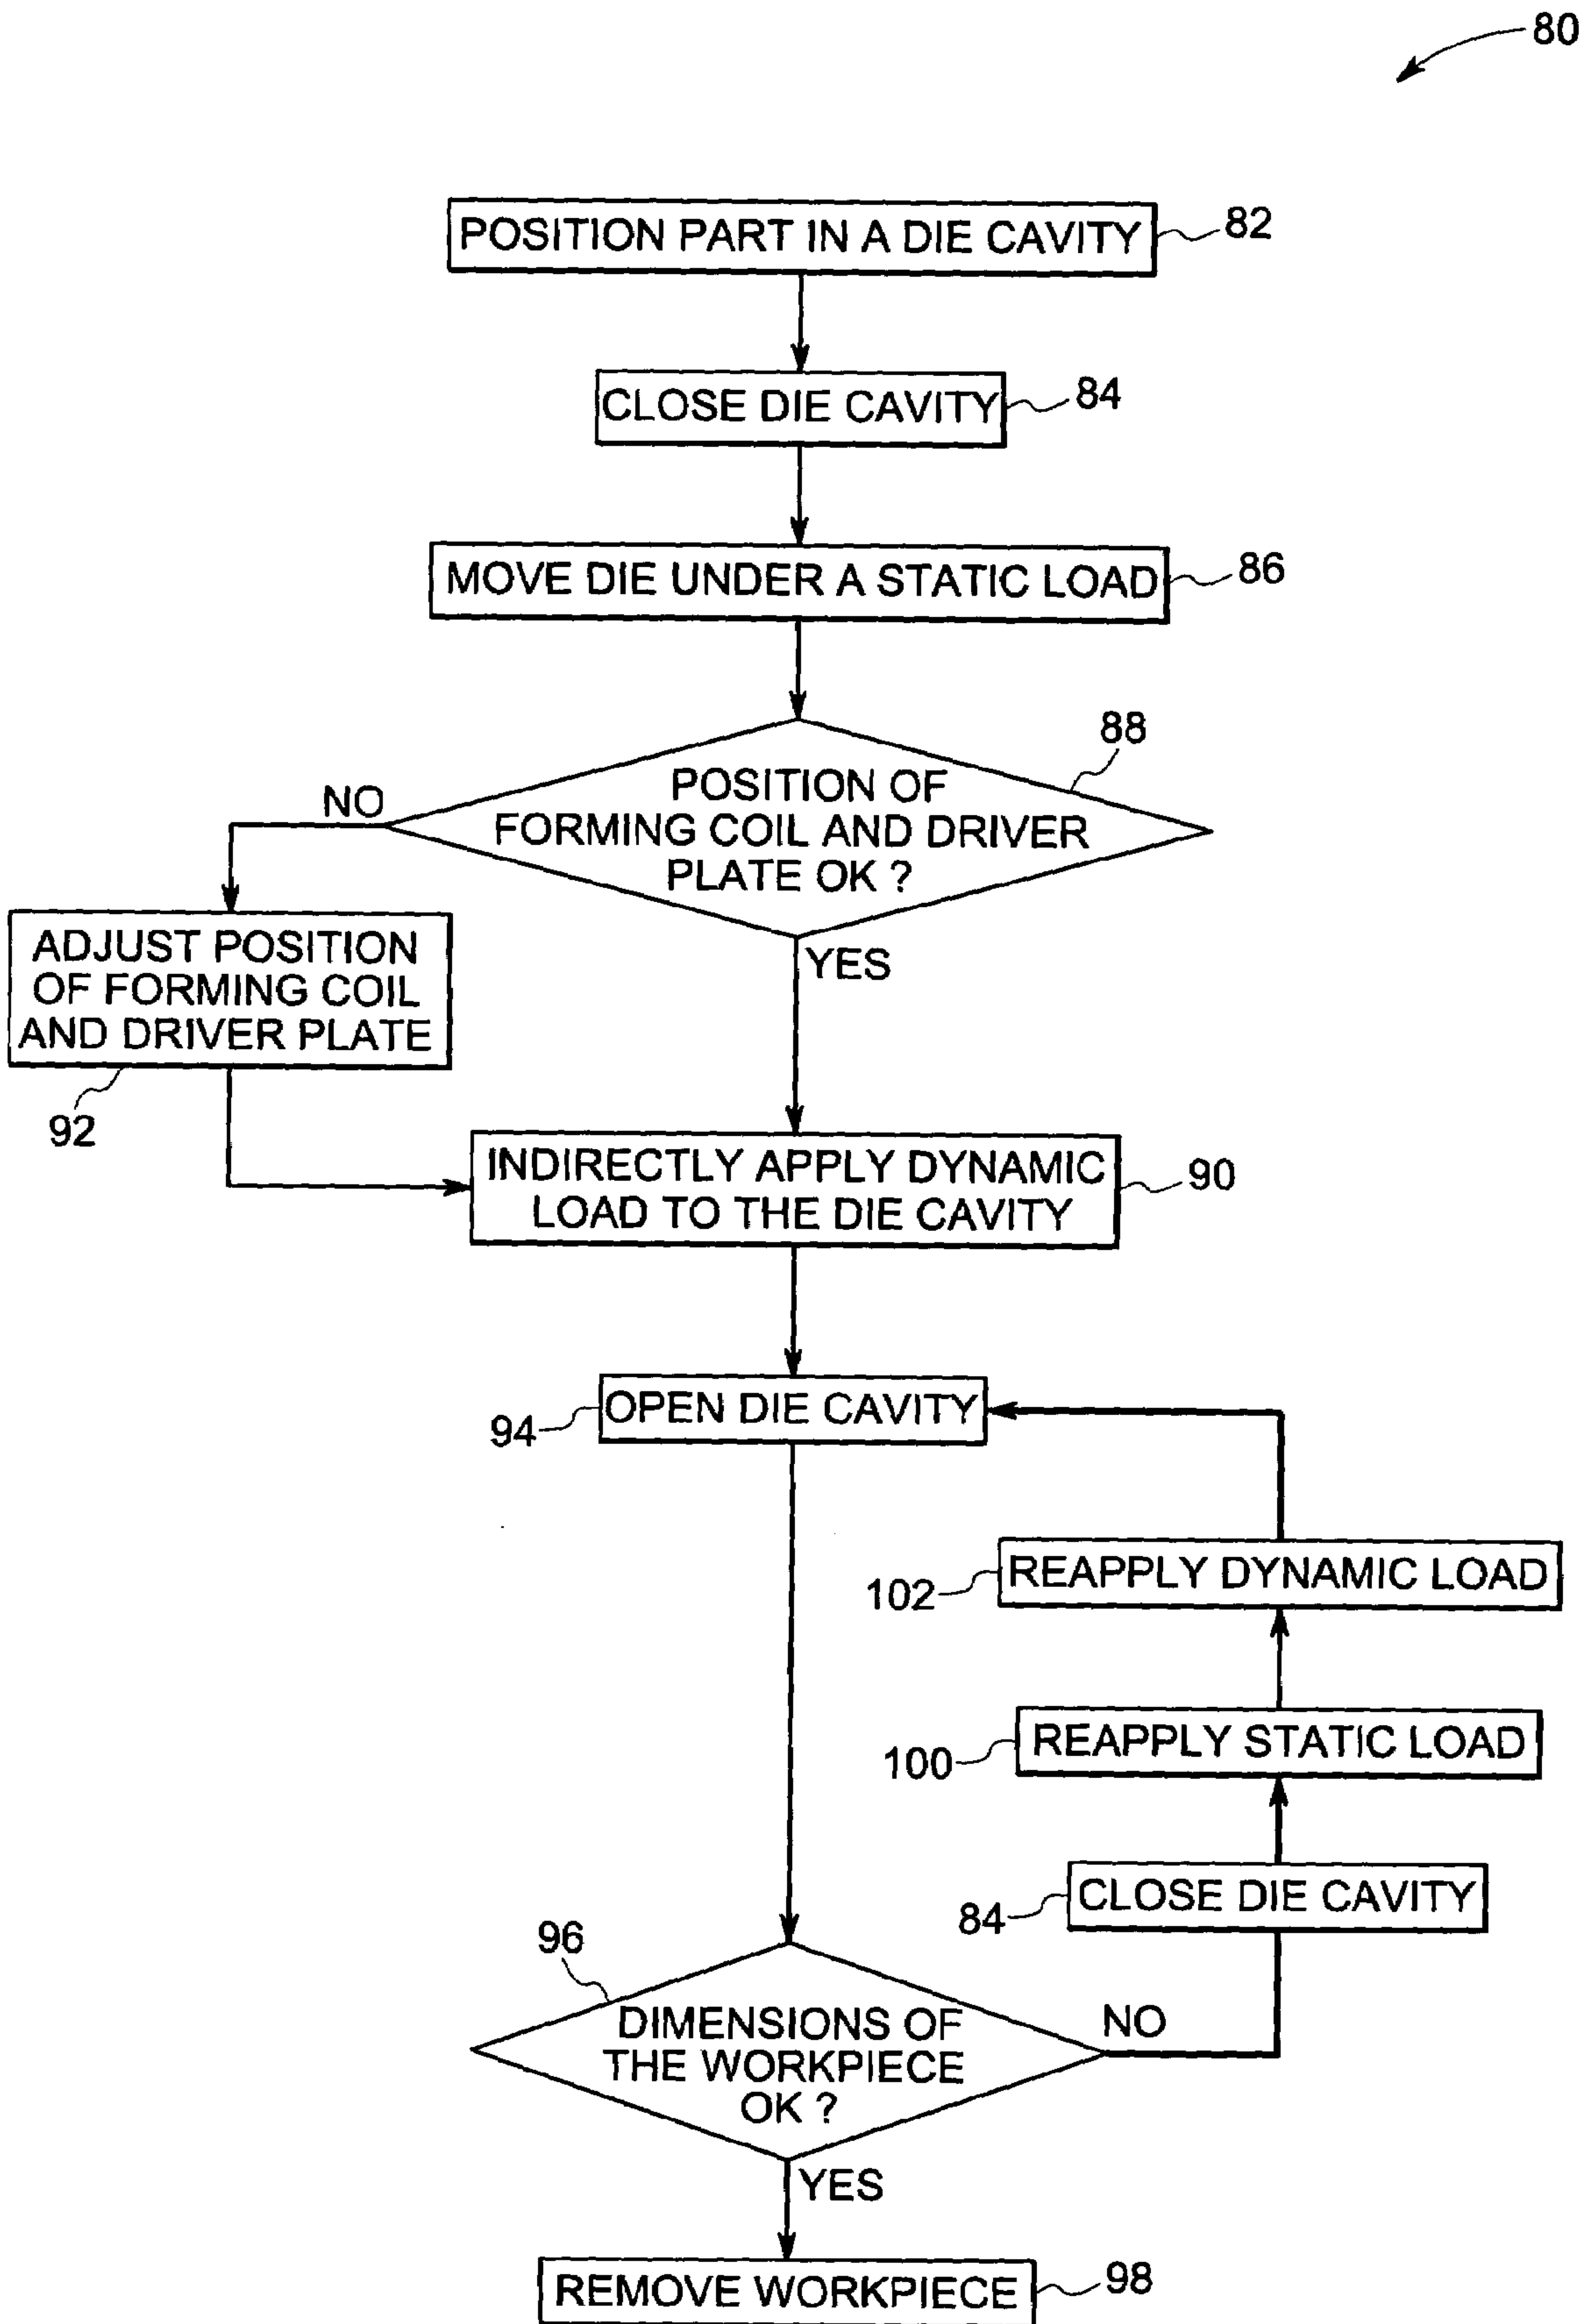 80
POSITION PART IN A DIE CAVITY
82
CLOSE DIE CAVITY
84
MOVE DIE UNDER A STATIC LOAD
86
88
POSITION OF
FORMING COIL AND DRIVER
PLATE OK ?
NO
YES
ADJUST POSITION
OF FORMING COIL
AND DRIVER PLATE
92
INDIRECTLY APPLY DYNAMIC
LOAD TO THE DIE CAVITY
90
OPEN DIE CAVITY
94
REAPPLY DYNAMIC LOAD
102
REAPPLY STATIC LOAD
100
CLOSE DIE CAVITY
84
96
DIMENSIONS OF
THE WORKPIECE
OK ?
NO
YES
REMOVE WORKPIECE
98